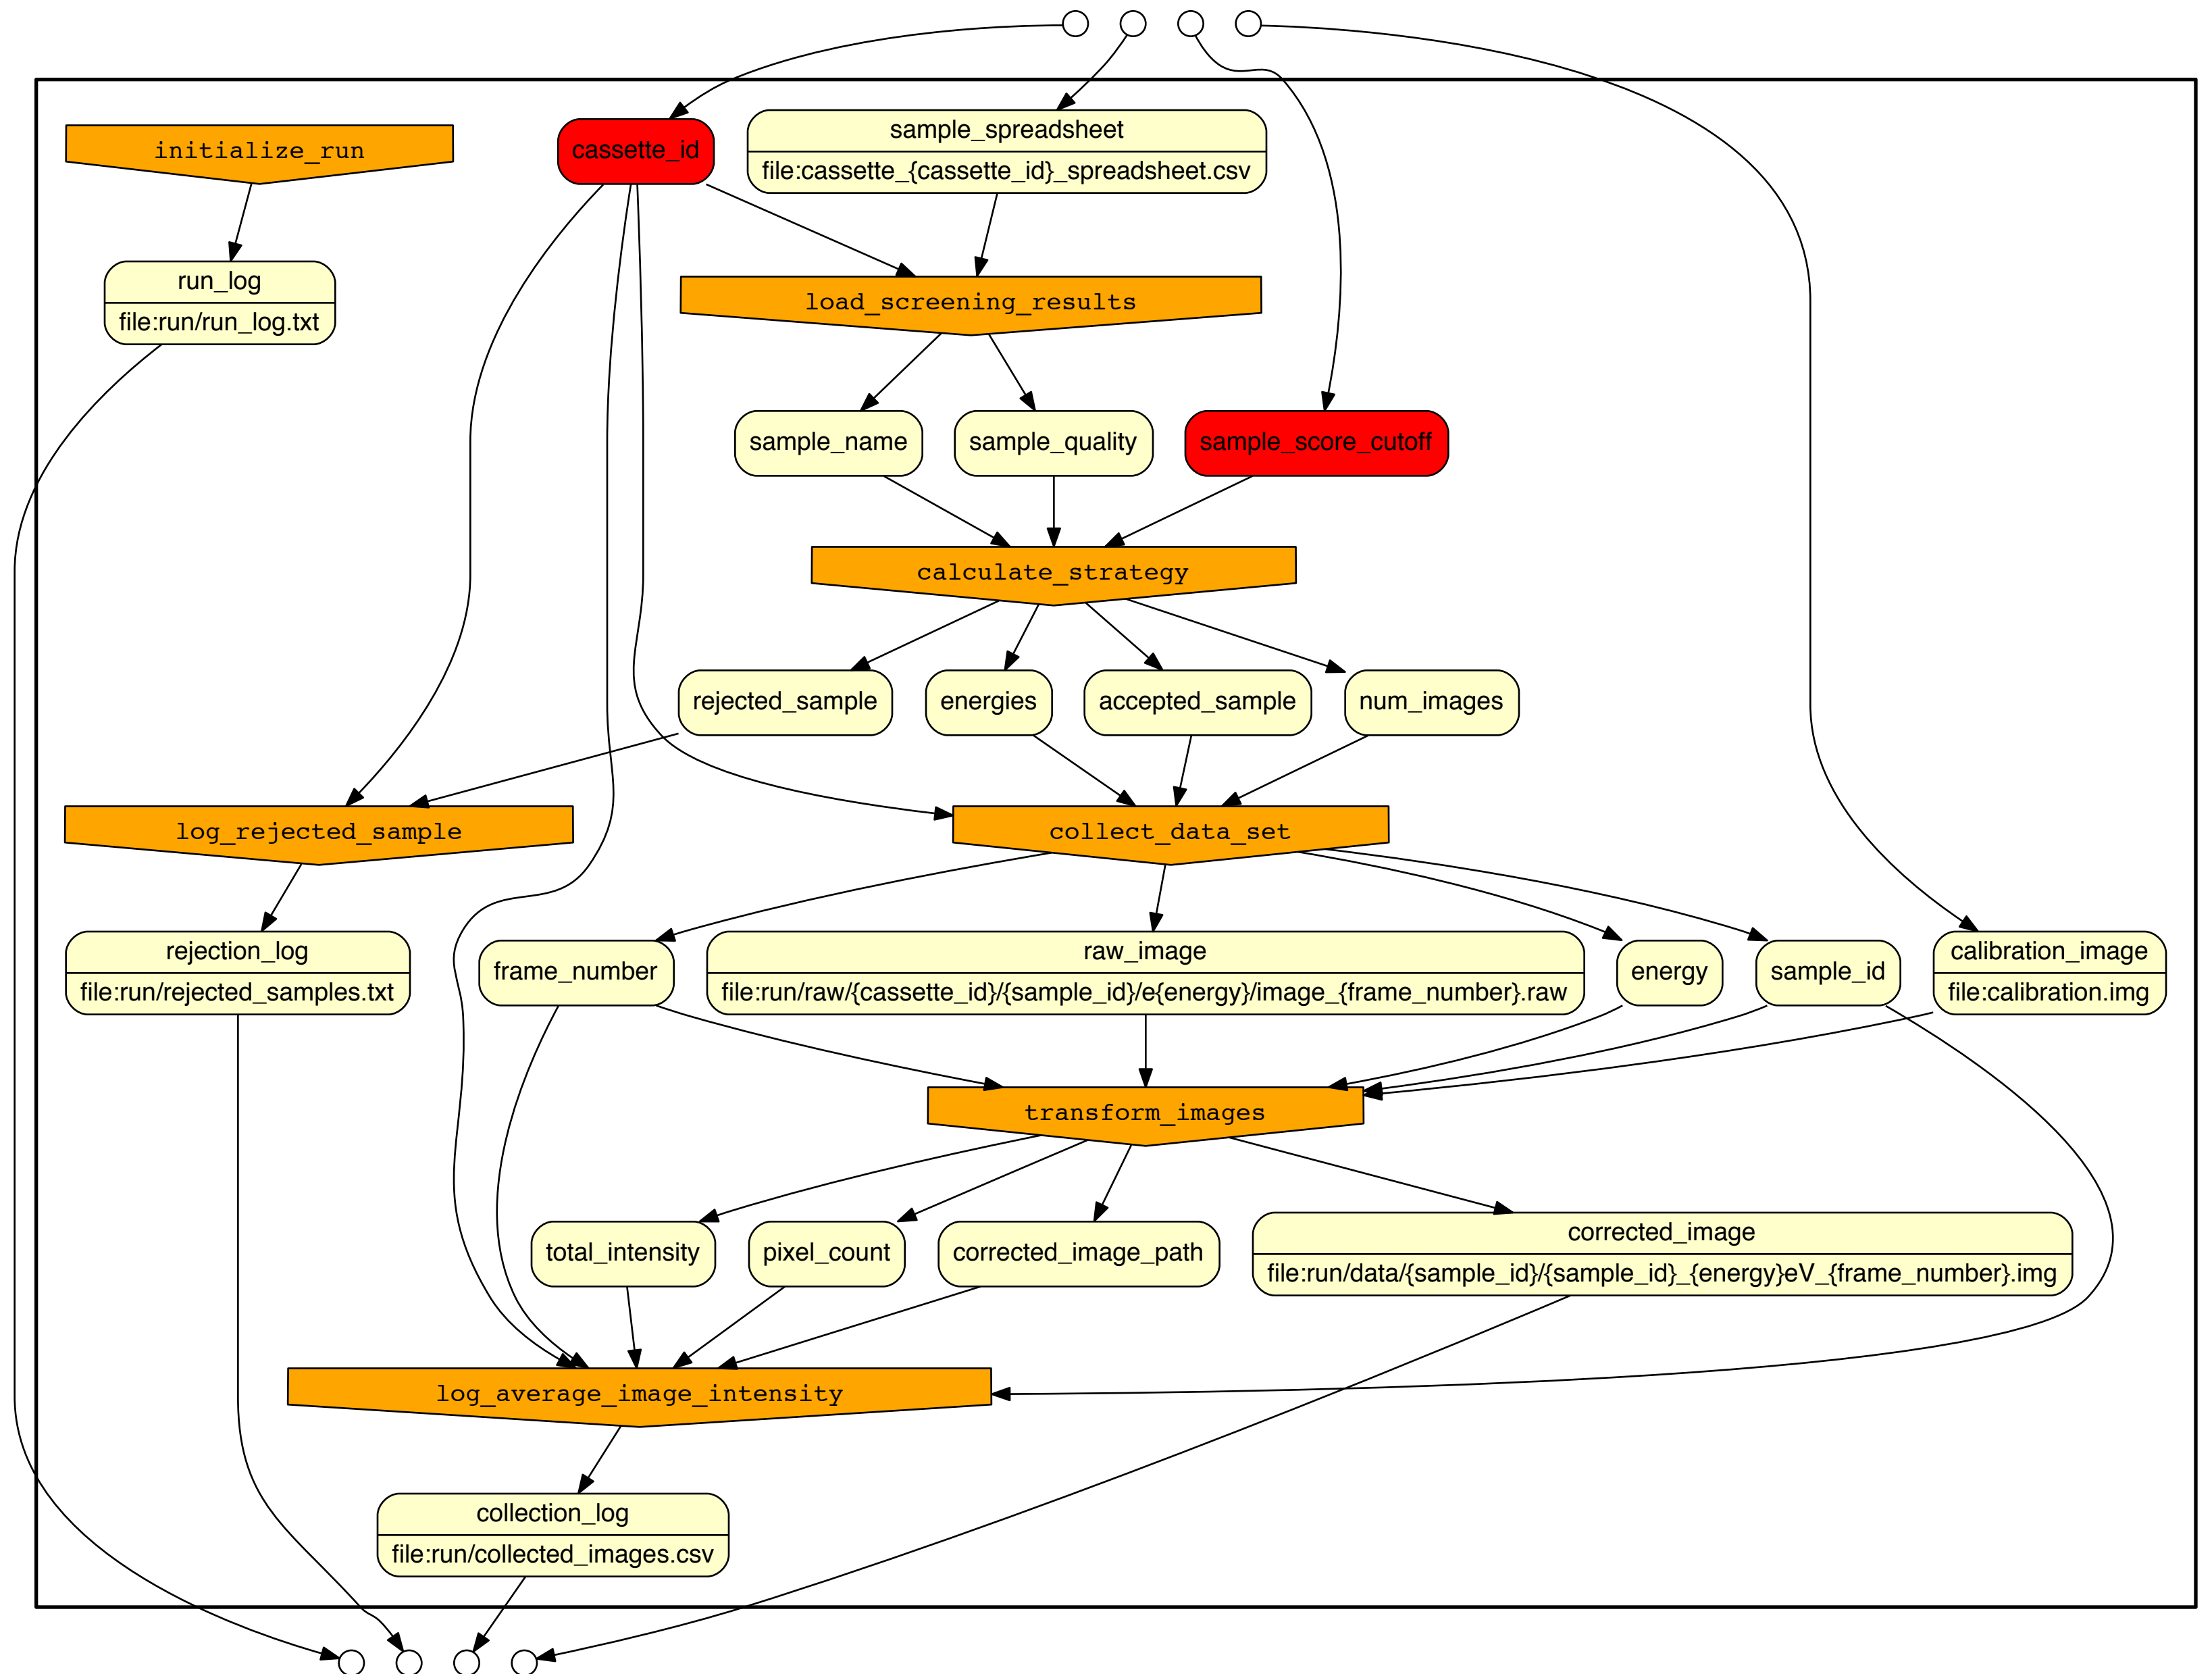 initialize_run
cassette_id
sample_spreadsheet
file:cassette_{cassette_id}_spreadsheet.csv
run_log
file:run/run_log.txt
load_screening_results
sample_name
sample_quality
sample_score_cutoff
calculate_strategy
rejected_sample
energies
accepted_sample
num_images
log_rejected_sample
collect_data_set
rejection_log
file:run/rejected_samples.txt
frame_number
raw_image
file:run/raw/{cassette_id}/{sample_id}/e{energy}/image_{frame_number}.raw
energy
sample_id
calibration_image
file:calibration.img
transform_images
total_intensity
pixel_count
corrected_image_path
corrected_image
file:run/data/{sample_id}/{sample_id}_{energy}eV_{frame_number}.img
log_average_image_intensity
collection_log
file:run/collected_images.csv